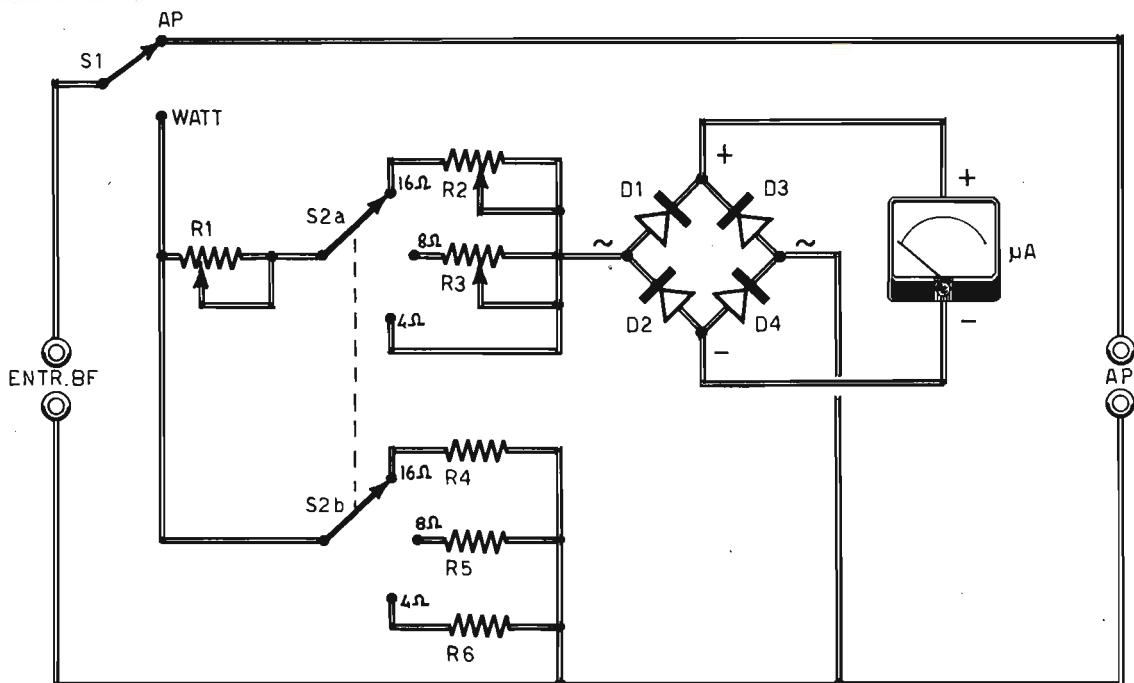 AP
S1
WATT
16Ω
R2
D1
+
D3
+
S2a
R1
8Ω
~
~
µA
R3
D2
D4
4Ω
-
-
ENTR.BF
AP
16Ω
R4
S2b
8Ω
R5
4Ω
R6